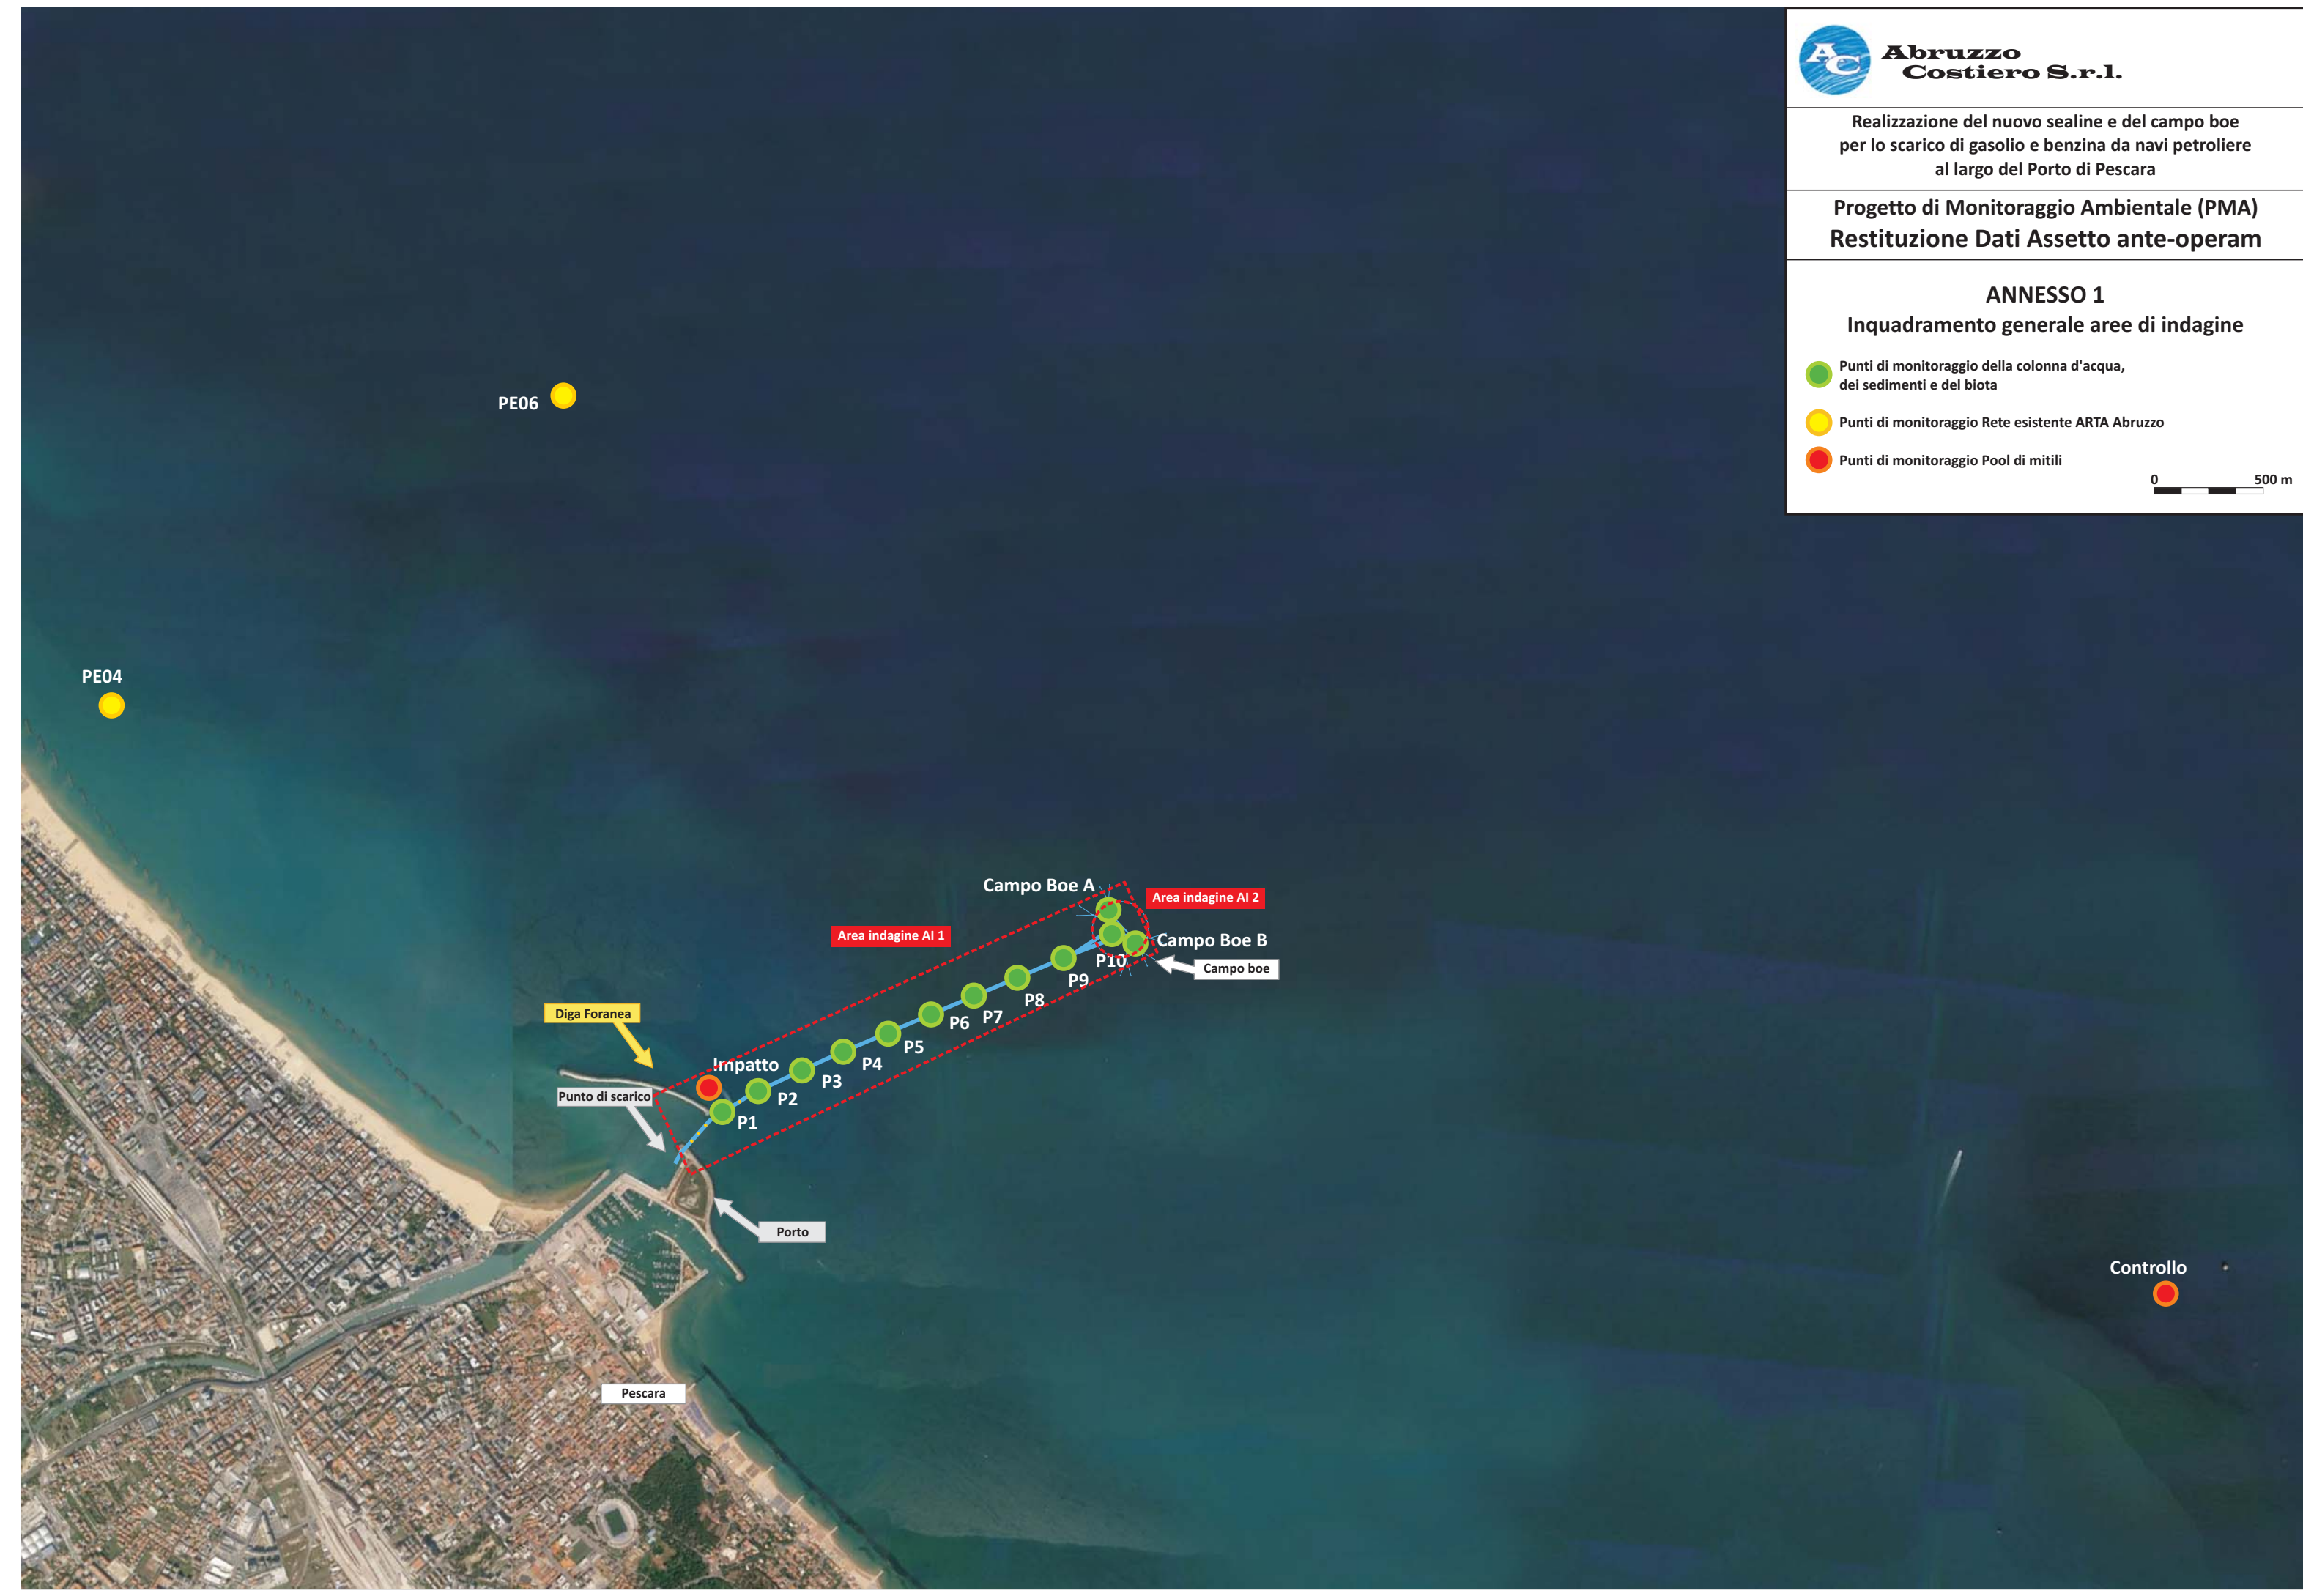 AC
Abruzzo
Costiero S.r.l.
Realizzazione del nuovo sealine e del campo boe
per lo scarico di gasolio e benzina da navi petroliere
al largo del Porto di Pescara
Progetto di Monitoraggio Ambientale (PMA)
Restituzione Dati Assetto ante-operam
ANNESSO 1
Inquadramento generale aree di indagine
Punti di monitoraggio della colonna d'acqua,
dei sedimenti e del biota
Punti di monitoraggio Rete esistente ARTA Abruzzo
Punti di monitoraggio Pool di mitili
0 500 m
PE06
PE04
Campo Boe A
Area indagine AI 2
Area indagine AI 1
Campo Boe B
P10
Campo boe
P9
P8
P7
P6
P5
P4
P3
P2
P1
Diga Foranea
Impatto
Punto di scarico
Porto
Controllo
Pescara